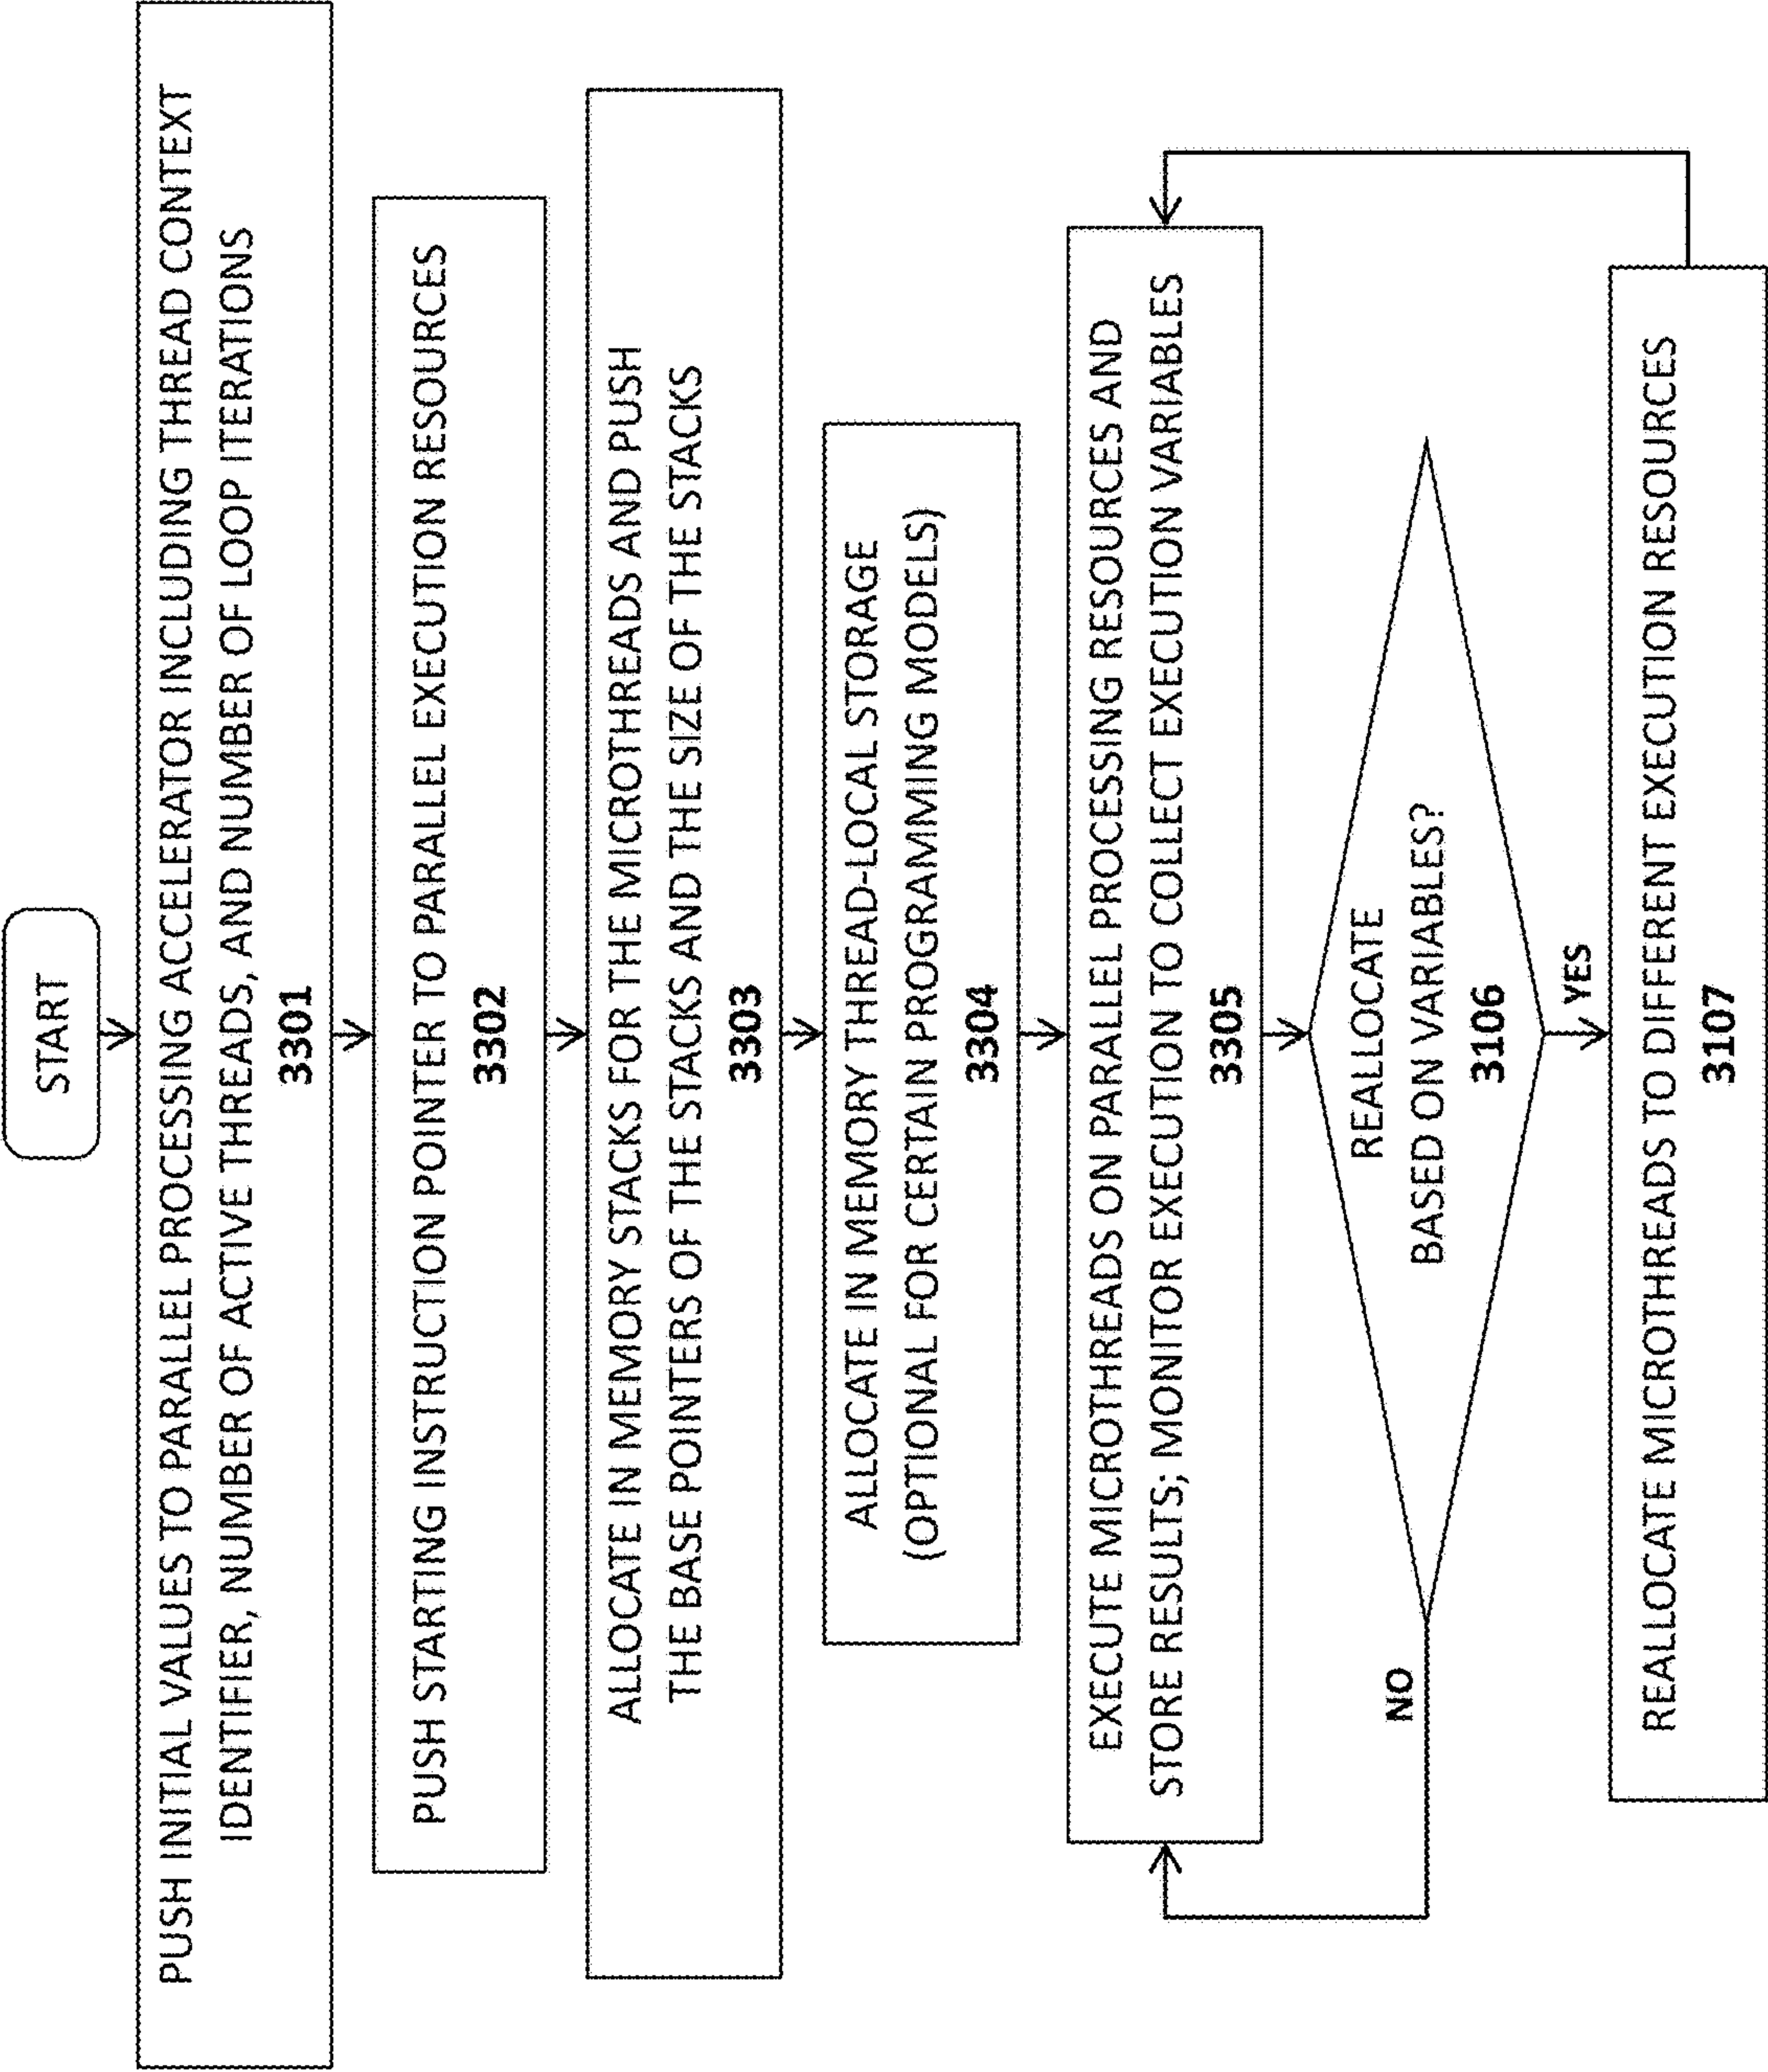 START
PUSH INITIAL VALUES TO PARALLEL PROCESSING ACCELERATOR INCLUDING THREAD CONTEXT
IDENTIFIER, NUMBER OF ACTIVE THREADS, AND NUMBER OF LOOP ITERATIONS
3301
PUSH STARTING INSTRUCTION POINTER TO PARALLEL EXECUTION RESOURCES
3302
ALLOCATE IN MEMORY STACKS FOR THE MICROTHREADS AND PUSH
THE BASE POINTERS OF THE STACKS AND THE SIZE OF THE STACKS
3303
ALLOCATE IN MEMORY THREAD-LOCAL STORAGE
(OPTIONAL FOR CERTAIN PROGRAMMING MODELS)
3304
EXECUTE MICROTHREADS ON PARALLEL PROCESSING RESOURCES AND
STORE RESULTS; MONITOR EXECUTION TO COLLECT EXECUTION VARIABLES
3305
REALLOCATE
BASED ON VARIABLES?
3106
NO
YES
REALLOCATE MICROTHREADS TO DIFFERENT EXECUTION RESOURCES
3107